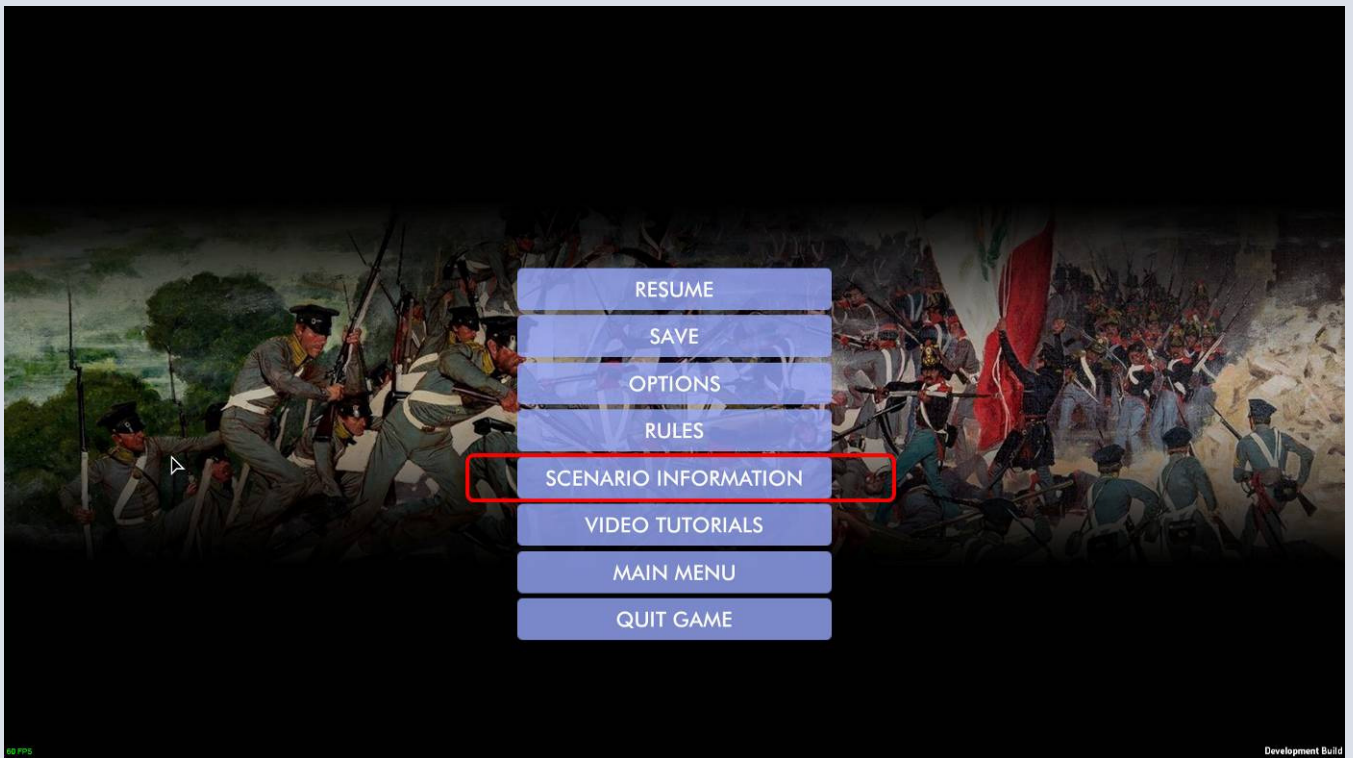 RESUME
SAVE
OPTIONS
RULES
SCENARIO INFORMATION
VIDEO TUTORIALS
MAIN MENU
QUIT GAME
60 FPS
Development Build